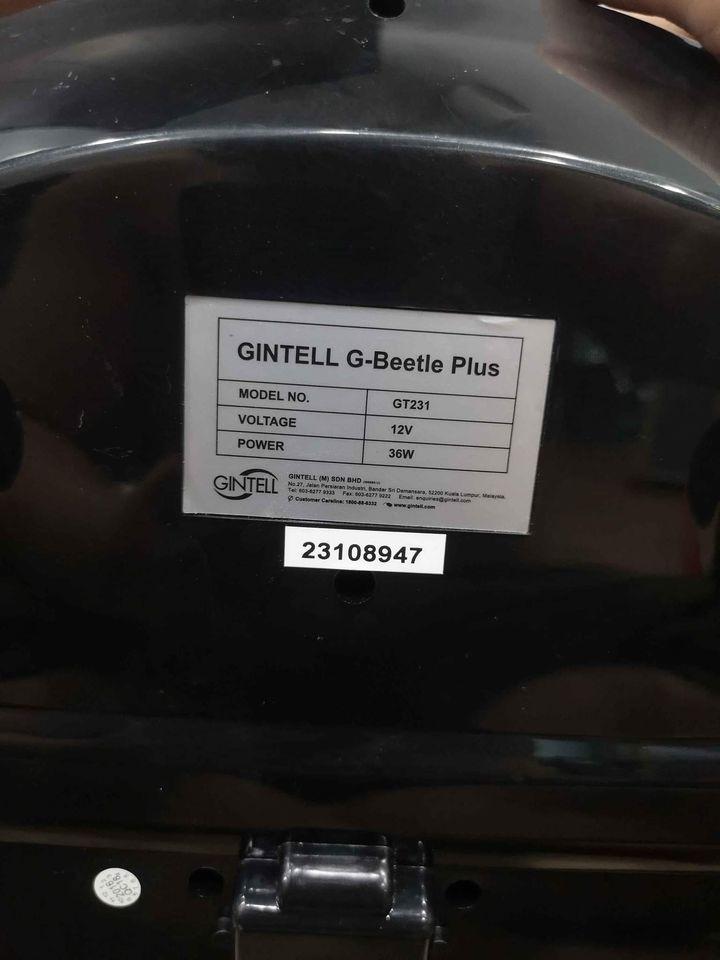 GINTELL G-Beetle Plus
MODEL NO. GT231
VOLTAGE 12V
POWER 36W
GINTELL
GINTELL (M) SDN BHD
No.27, Jalan Persiaran Industri, Bandar Sri Damansara, 52200 Kuala Lumpur, Malaysia.
Tel: 603-6277 9333 Fax: 603-6277 9222 Email: enquiries@gintell.com
Customer Careline: 1800-88-6332 www.gintell.com
23108947